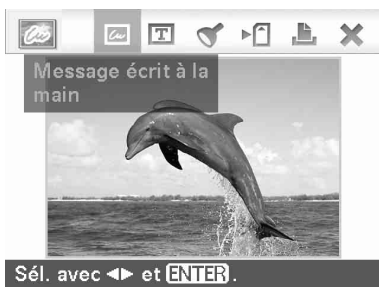 T
Message écrit à la
main
Sél. avec ◄► et ENTER.